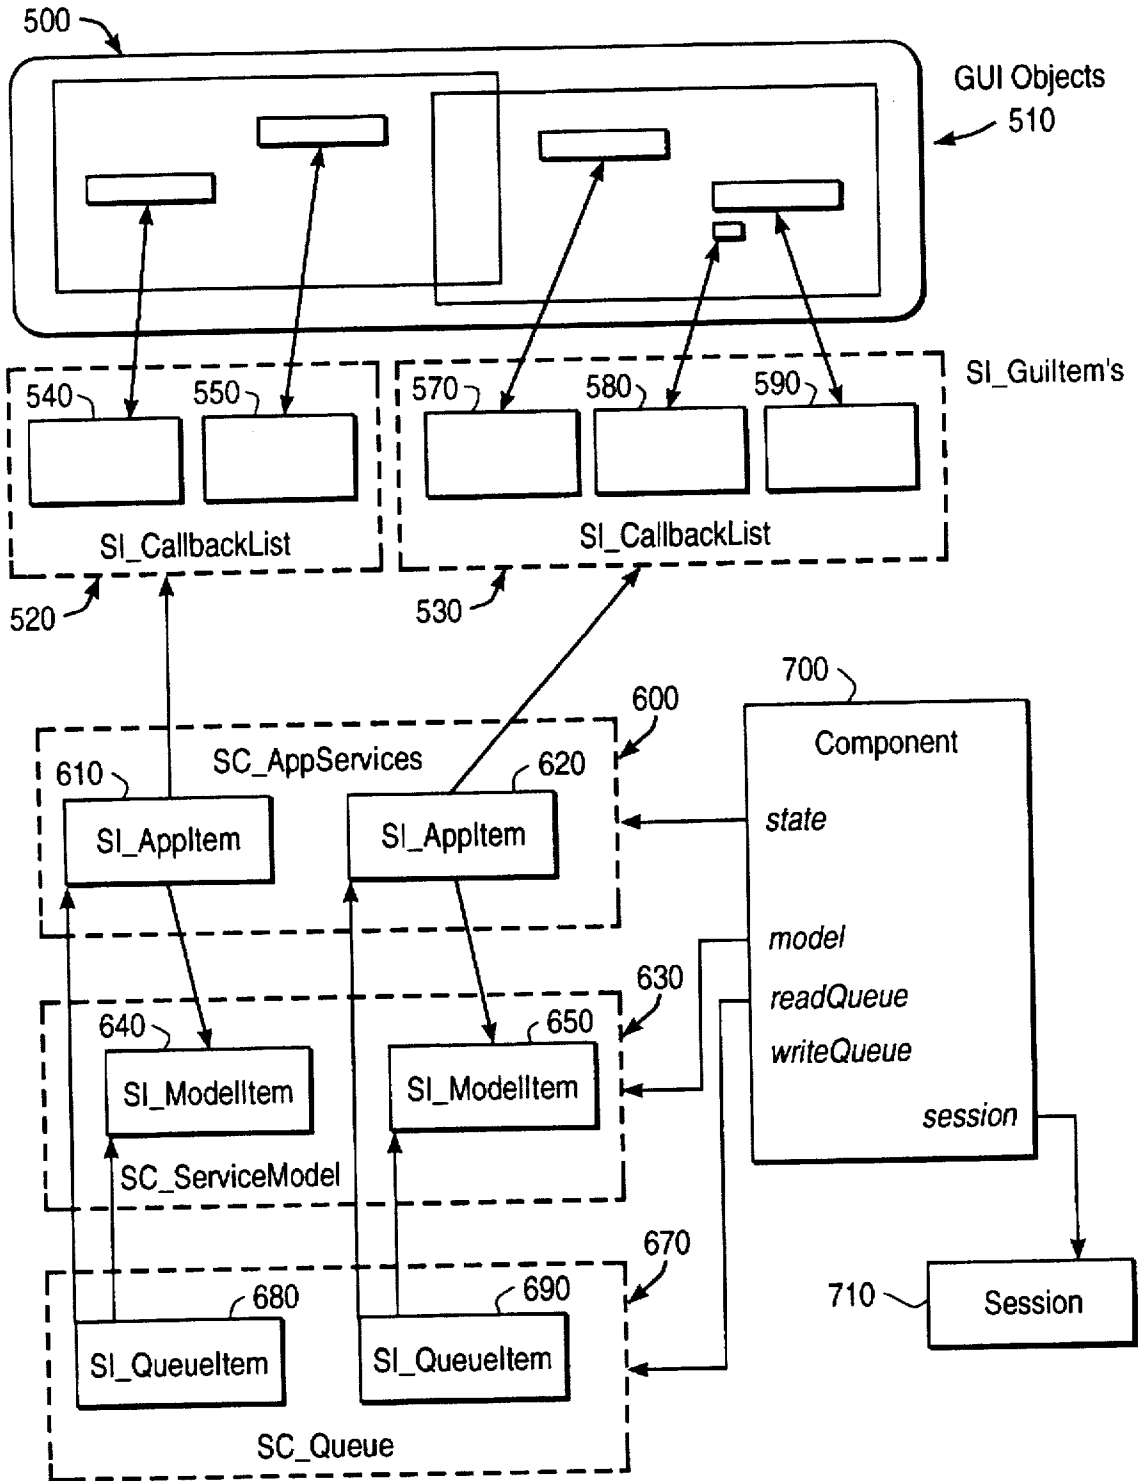 500
GUI Objects
510
SI_GuiItem's
540
550
570
580
590
SI_CallbackList
SI_CallbackList
520
530
700
600
Component
SC_AppServices
610
620
state
SI_AppItem
SI_AppItem
model
630
readQueue
640
650
writeQueue
SI_ModelItem
SI_ModelItem
session
SC_ServiceModel
670
680
690
710
Session
SI_QueueItem
SI_QueueItem
SC_Queue